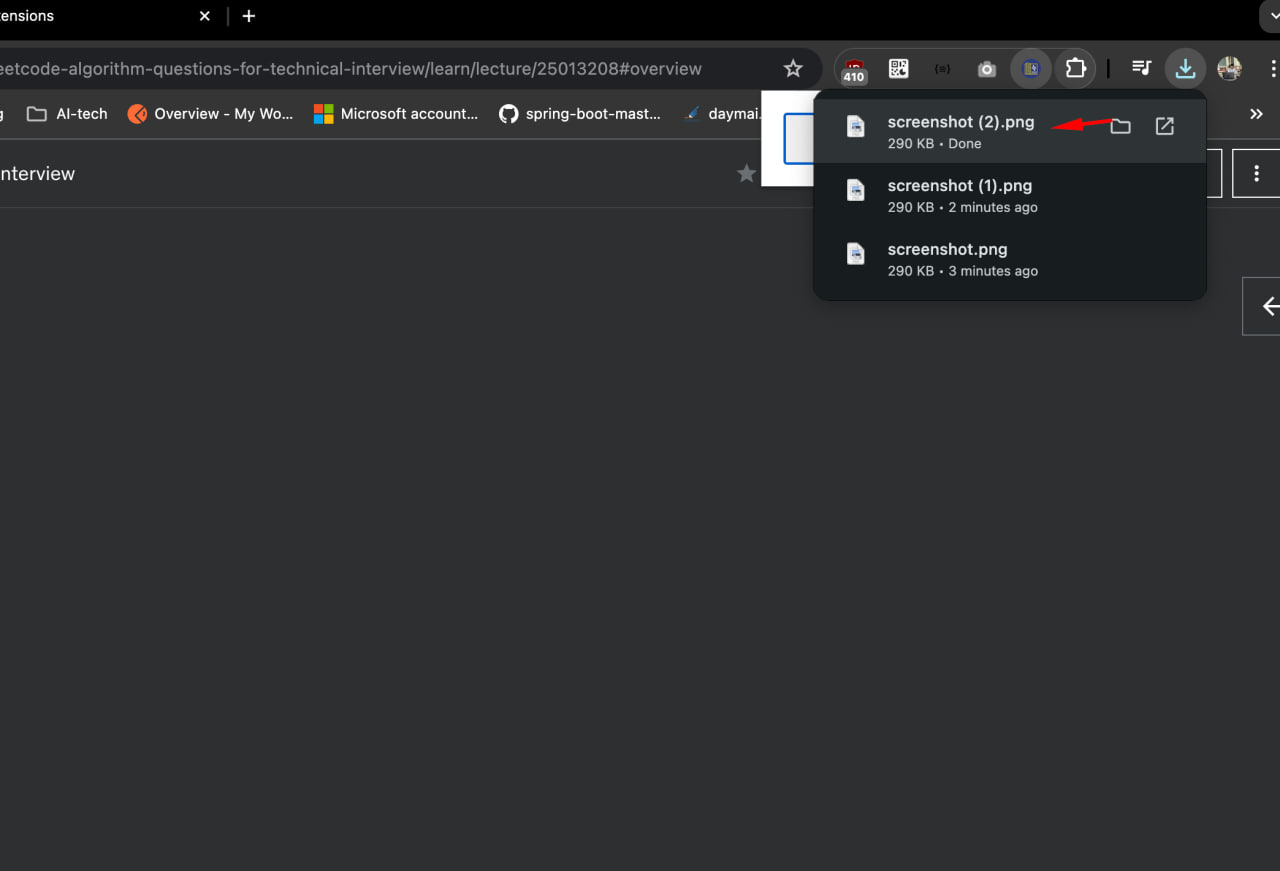 ensions
eetcode-algorithm-questions-for-technical-interview/learn/lecture/25013208#overview
410
g AI-tech Overview - My Wo... Microsoft account... spring-boot-mast... daymai.
nterview
screenshot (2).png
290 KB • Done
screenshot (1).png
290 KB • 2 minutes ago
screenshot.png
290 KB • 3 minutes ago